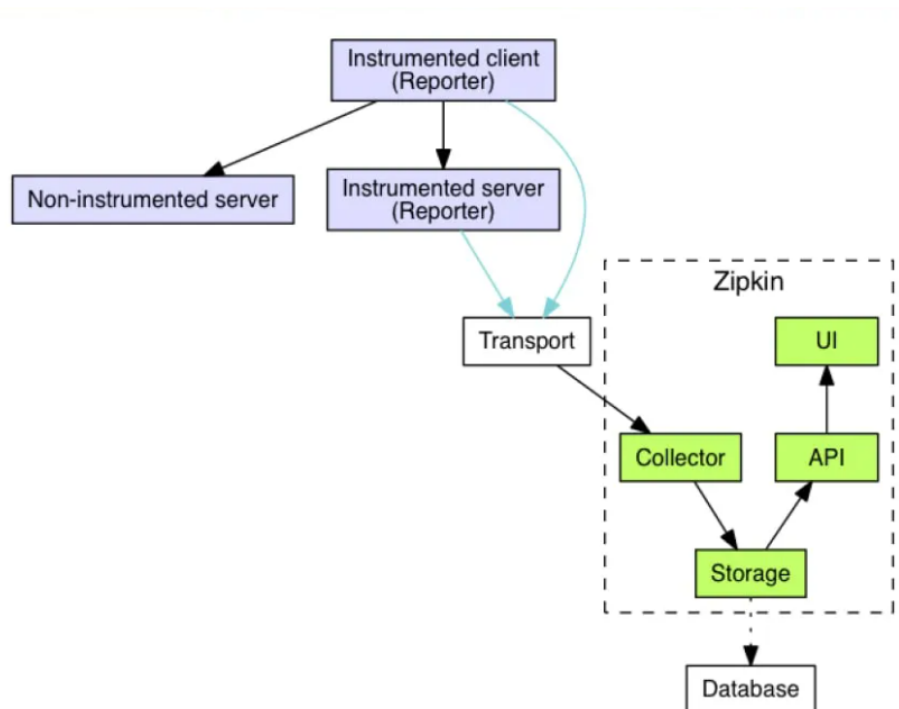 Instrumented client
(Reporter)
Non-instrumented server
Instrumented server
(Reporter)
Zipkin
Transport
UI
Collector
API
Storage
Database